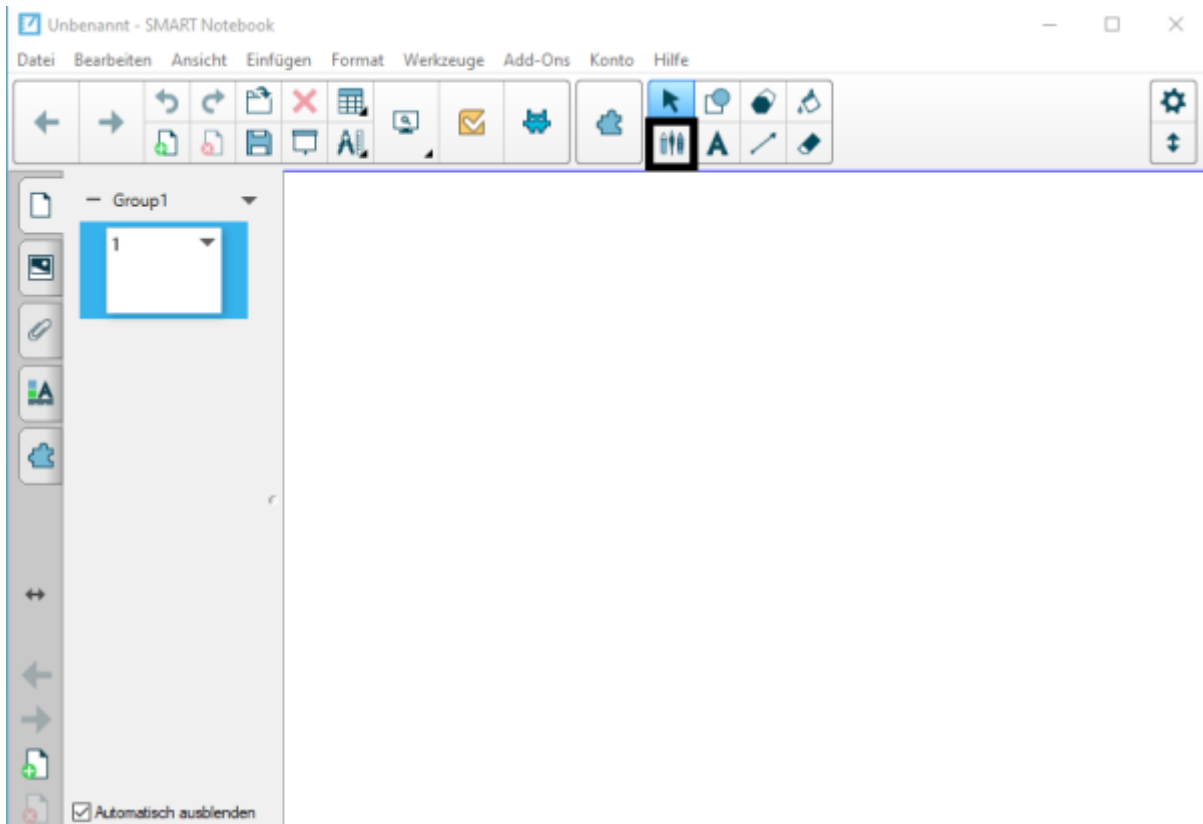 Unbenannt - SMART Notebook
Datei Bearbeiten Ansicht Einfügen Format Werkzeuge Add-Ons Konto Hilfe
Group1
1
Automatisch ausblenden